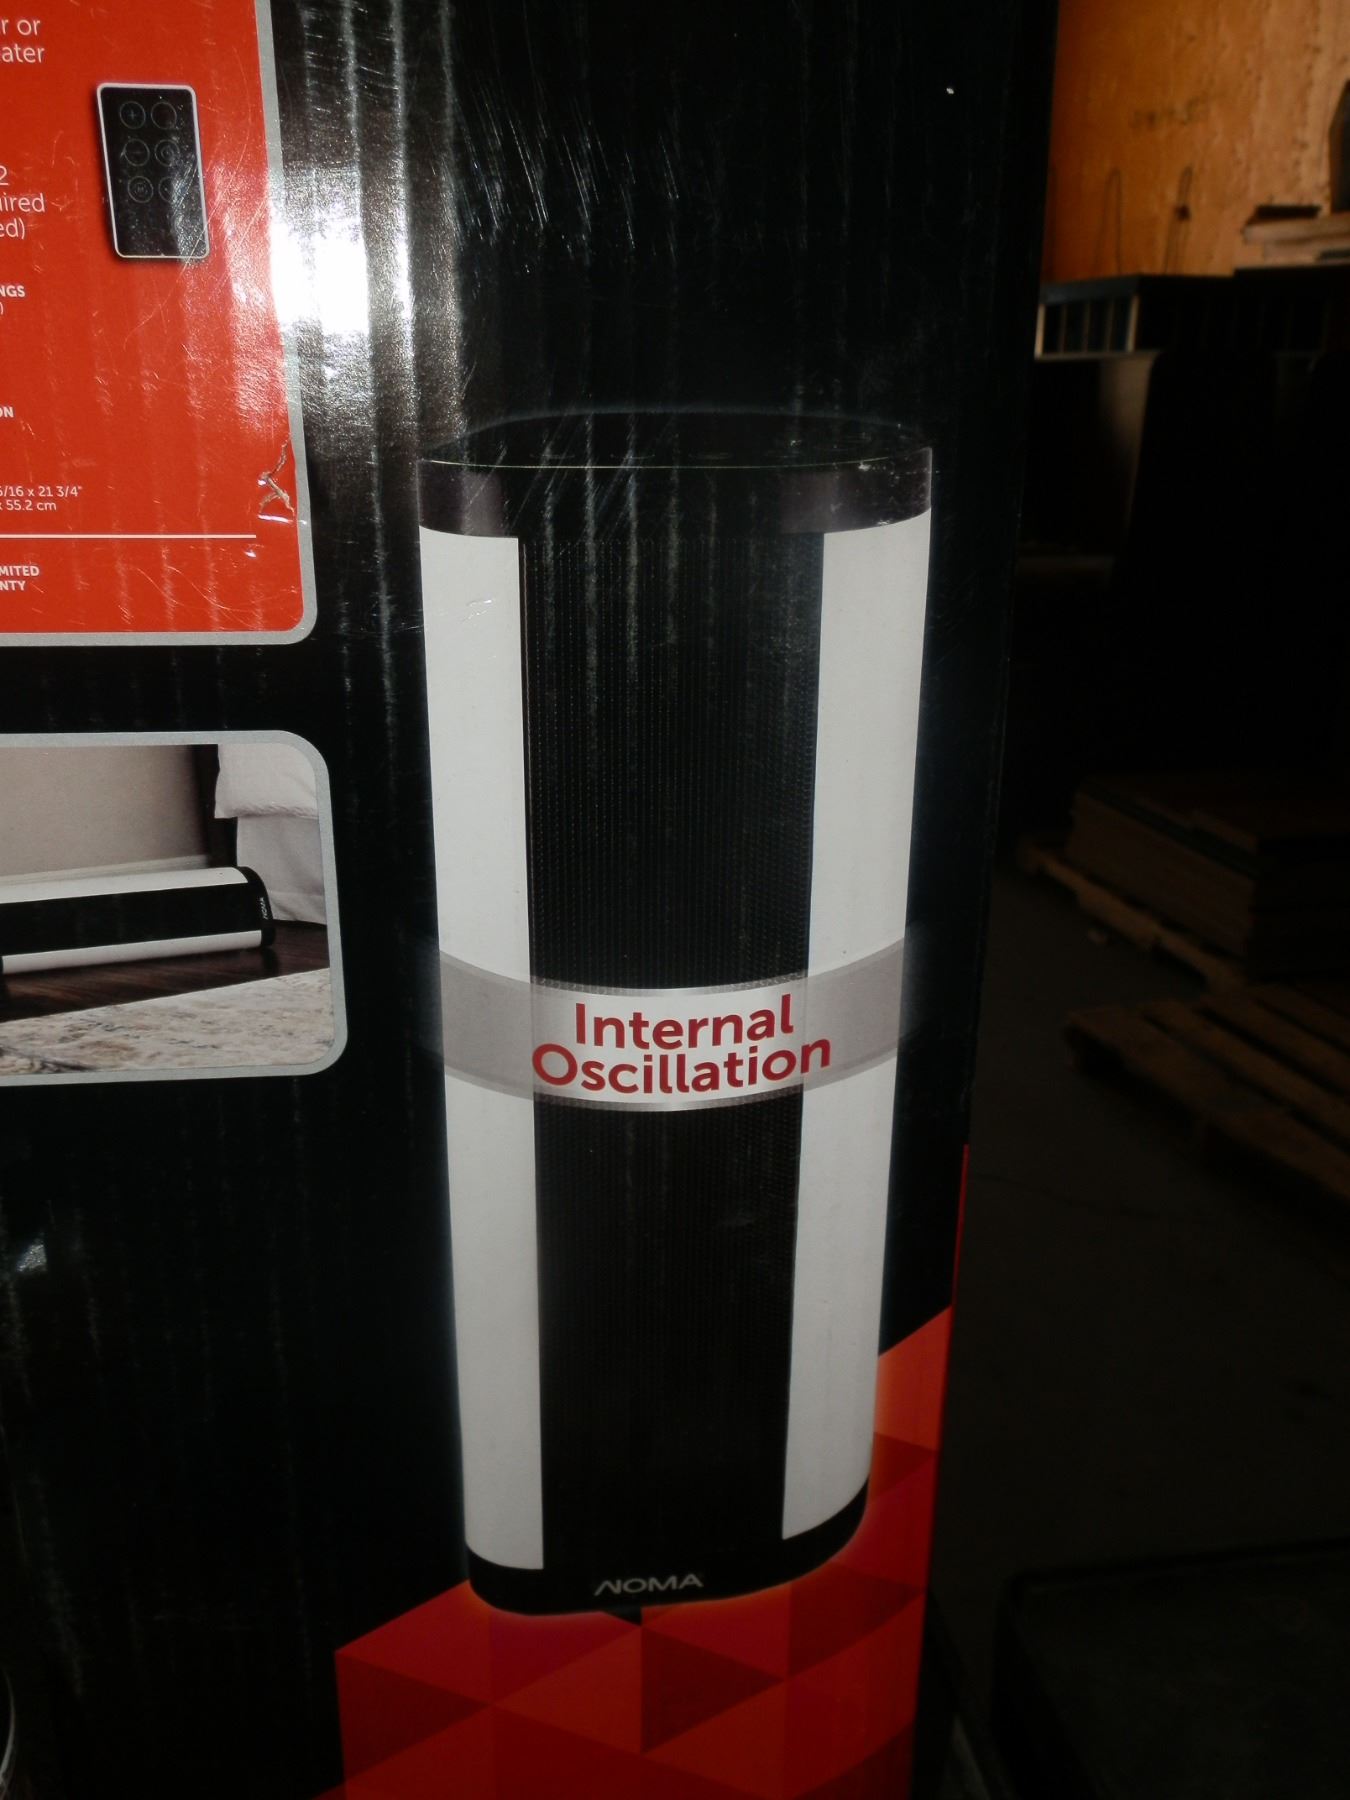 r or
ater
2
ired
ed)
NGS
)
ON
5/16 x 21 3/4"
x 55.2 cm
MITED
NTY
NOMA
Internal
Oscillation
NOMA